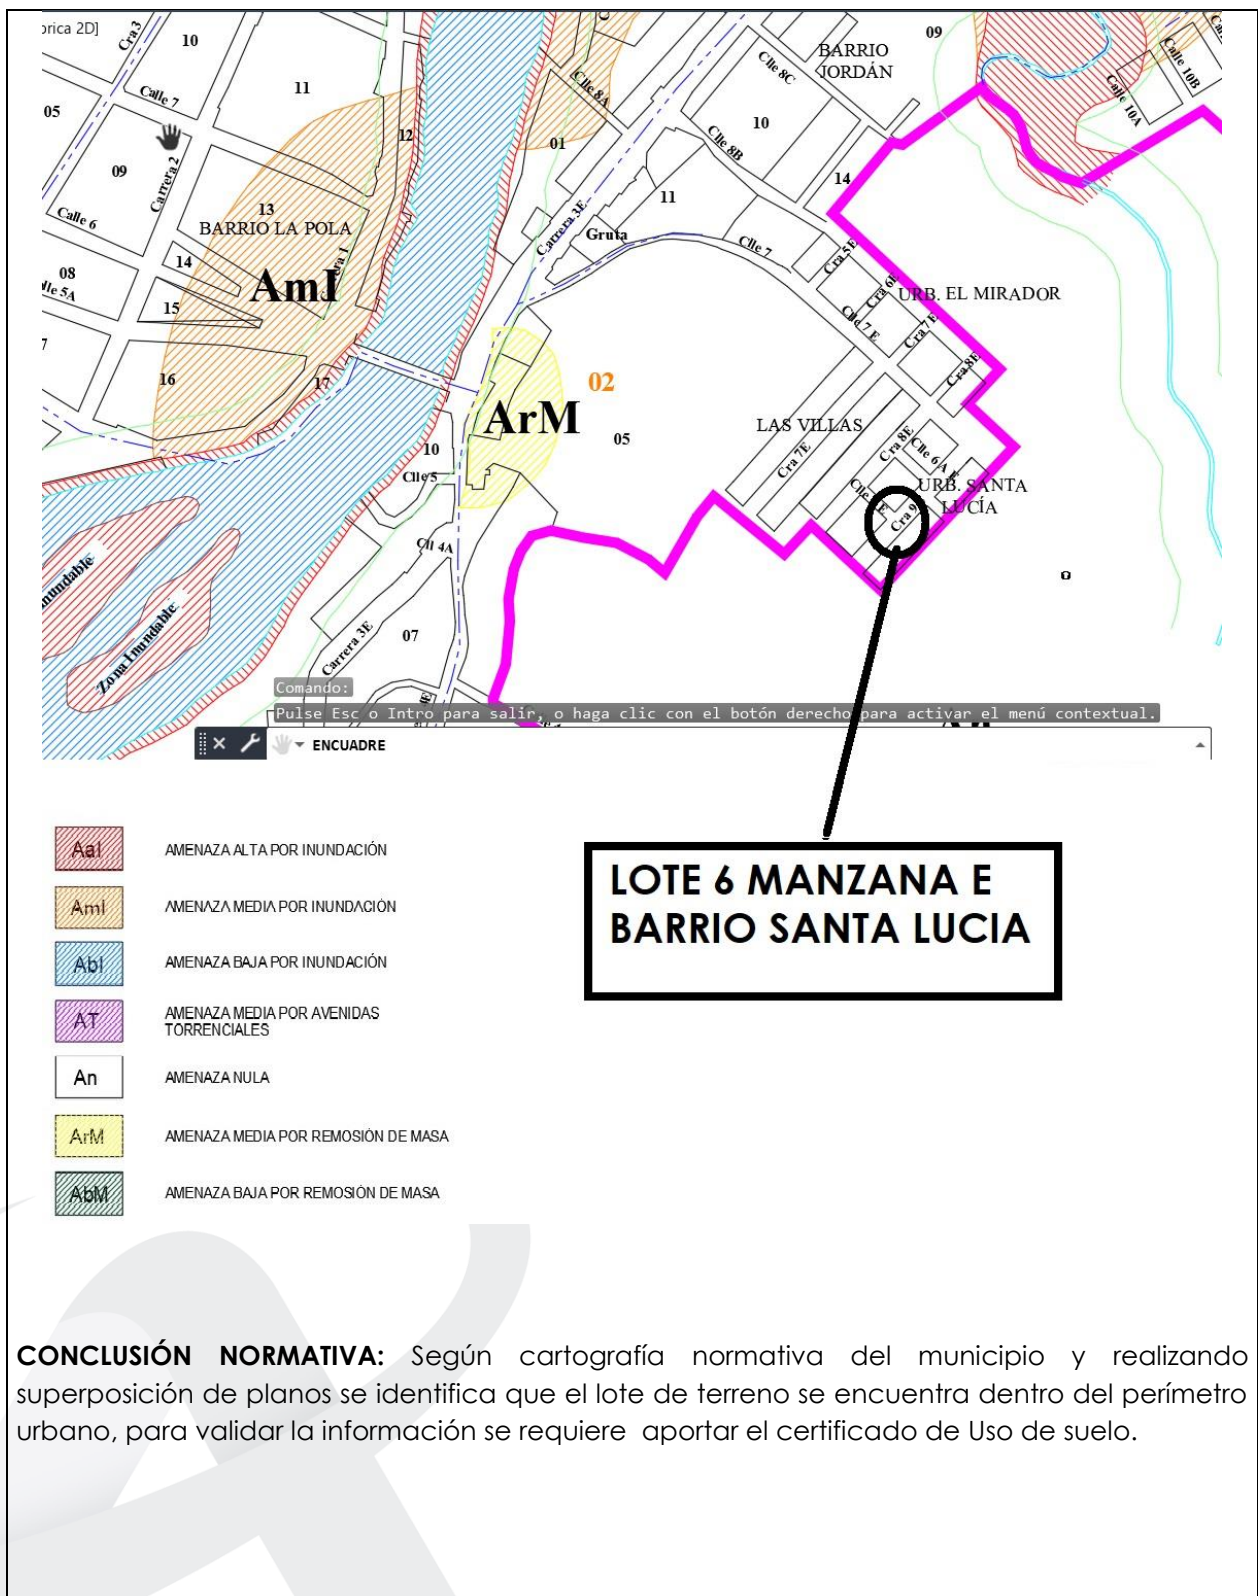 orica 2D]
Cra.3
10
Calle 7
11
05
09
Carrera 2
Calle 6
13
BARRIO LA POLA
14
08
lle 5A
15
AmI
7
16
17
12
Clle 8A
01
Carrera 3E
Gruta
11
Clle 8C
BARRIO
JORDÁN
10
Clle 8B
14
09
Calle 10A
Calle 10B
Clle 7
Cra 5E
Cra 6E
URB. EL MIRADOR
Clle 7 E
Cra 7 E
Cra 8E
02
ArM
05
LAS VILLAS
Cra 7E
Cra 8E
Clle 6A E
URB. SANTA
LUCÍA
Cra 9
10
Clle 5
Cll 4A
Carrera 3E
07
inundable
Zona Inundable
Comando:
Pulse Esc o Intro para salir, o haga clic con el botón derecho para activar el menú contextual.
ENCUADRE
LOTE 6 MANZANA E
BARRIO SANTA LUCIA
AaI AMENAZA ALTA POR INUNDACIÓN
AmI AMENAZA MEDIA POR INUNDACIÓN
AbI AMENAZA BAJA POR INUNDACIÓN
AT AMENAZA MEDIA POR AVENIDAS
TORRENCIALES
An AMENAZA NULA
ArM AMENAZA MEDIA POR REMOSIÓN DE MASA
AbM AMENAZA BAJA POR REMOSIÓN DE MASA
CONCLUSIÓN NORMATIVA: Según cartografía normativa del municipio y realizando
superposición de planos se identifica que el lote de terreno se encuentra dentro del perímetro
urbano, para validar la información se requiere aportar el certificado de Uso de suelo.